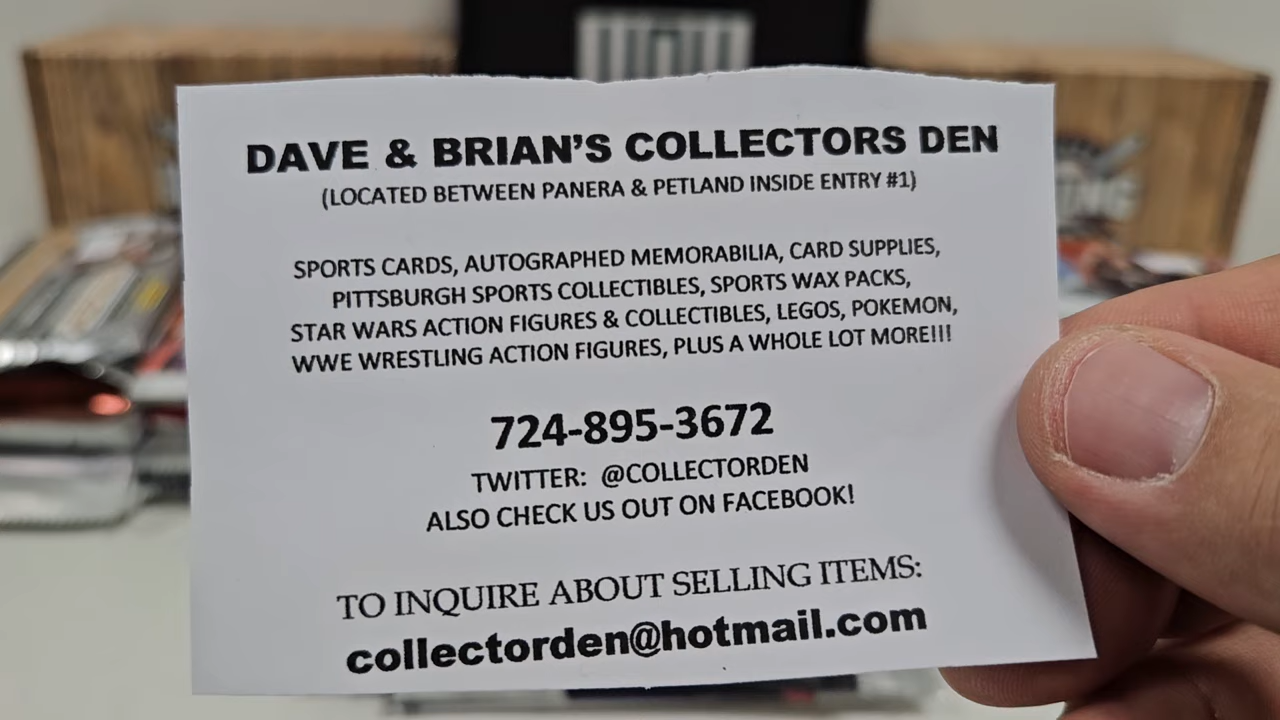 DAVE & BRIAN'S COLLECTORS DEN
(LOCATED BETWEEN PANERA & PETLAND INSIDE ENTRY #1)
SPORTS CARDS, AUTOGRAPHED MEMORABILIA, CARD SUPPLIES,
PITTSBURGH SPORTS COLLECTIBLES, SPORTS WAX PACKS,
STAR WARS ACTION FIGURES & COLLECTIBLES, LEGOS, POKEMON,
WWE WRESTLING ACTION FIGURES, PLUS A WHOLE LOT MORE!!!
724-895-3672
TWITTER: @COLLECTORDEN
ALSO CHECK US OUT ON FACEBOOK!
TO INQUIRE ABOUT SELLING ITEMS:
collectorden@hotmail.com